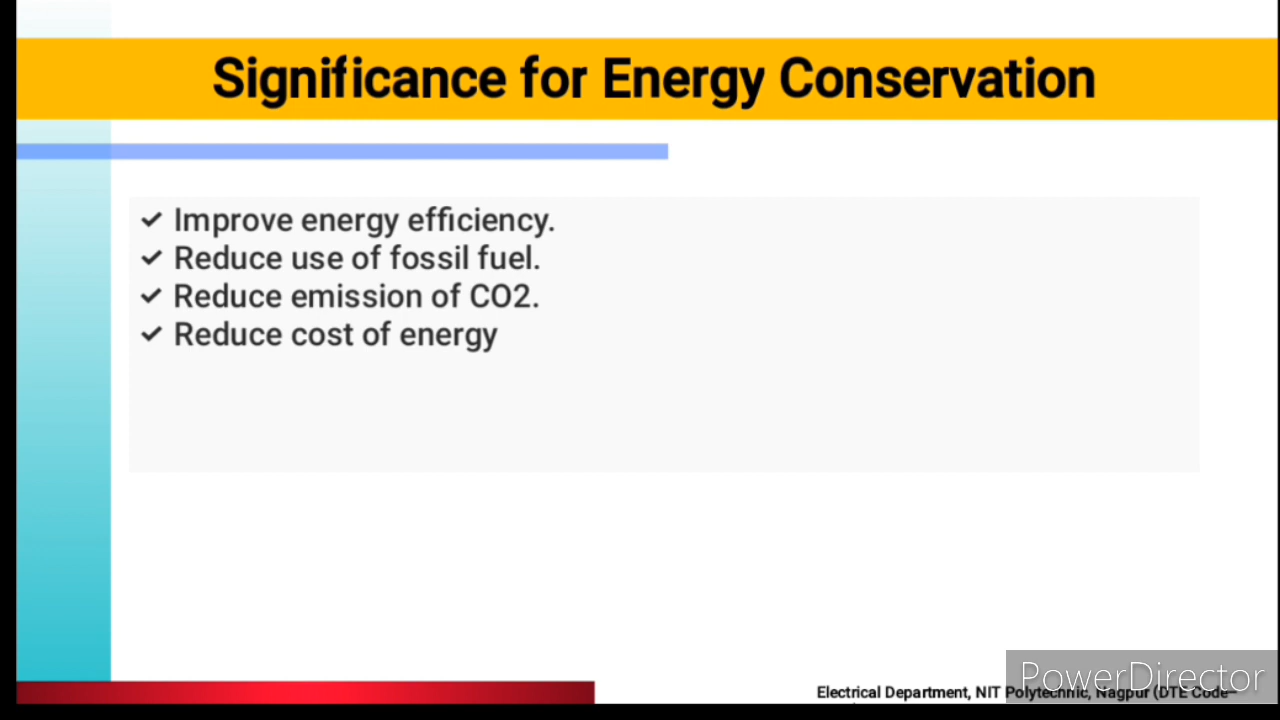 Significance for Energy Conservation
✓ Improve energy efficiency.
✓ Reduce use of fossil fuel.
✓ Reduce emission of CO2.
✓ Reduce cost of energy
PowerDirector
Electrical Department, NIT Polytechnic, Nagpur (DTE Code–